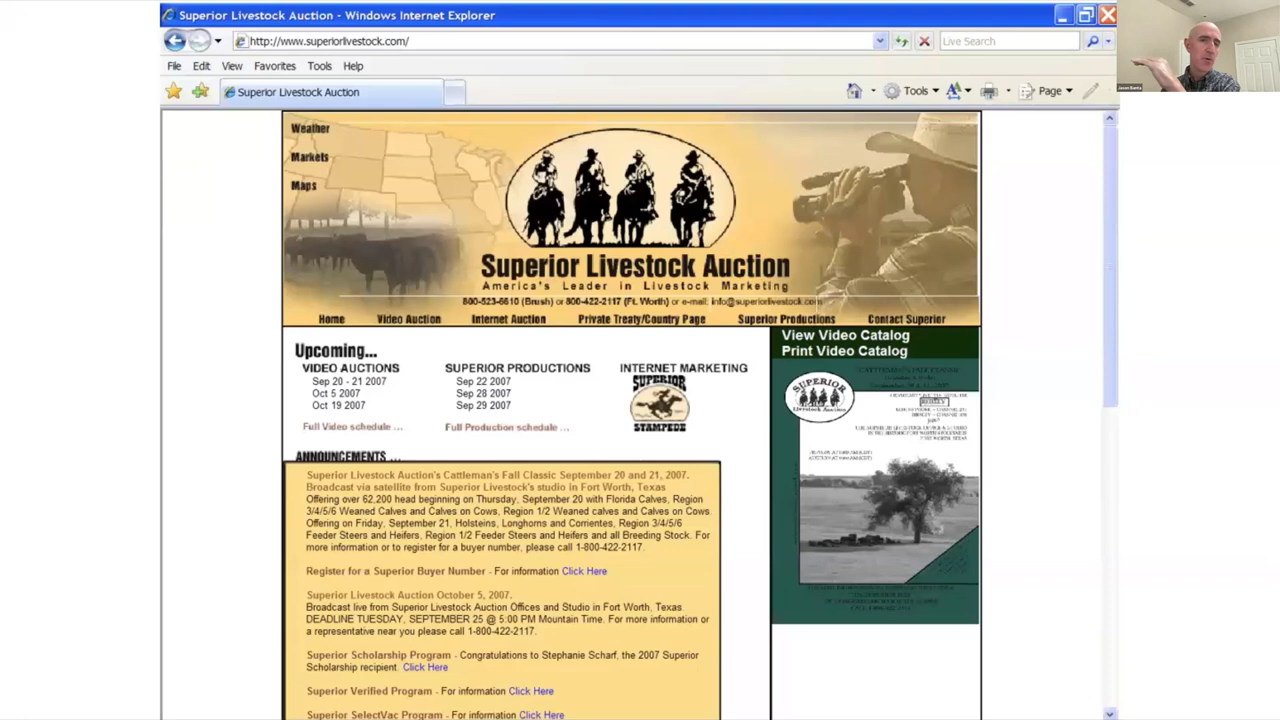 Superior Livestock Auction - Windows Internet Explorer
http://www.superiorlivestock.com/
Live Search
File Edit View Favorites Tools Help
Superior Livestock Auction
Tools
Page
Weather
Markets
Maps
Superior Livestock Auction
America's Leader in Livestock Marketing
800-523-6610 (Brush) or 800-422-2117 (Ft. Worth) or e-mail: info@superiorlivestock.com
Home Video Auction Internet Auction Private Treaty/Country Page Superior Productions Contact Superior
Upcoming...
VIDEO AUCTIONS
Sep 20 - 21 2007
Oct 5 2007
Oct 19 2007
Full Video schedule ...
SUPERIOR PRODUCTIONS
Sep 22 2007
Sep 28 2007
Sep 29 2007
Full Production schedule ...
INTERNET MARKETING
SUPERIOR
STAMPEDE
View Video Catalog
Print Video Catalog
SUPERIOR
Livestock Auction
ANNOUNCEMENTS ...
Superior Livestock Auction's Cattleman's Fall Classic September 20 and 21, 2007.
Broadcast via satellite from Superior Livestock's studio in Fort Worth, Texas
Offering over 62,200 head beginning on Thursday, September 20 with Florida Calves, Region
3/4/5/6 Weaned Calves and Calves on Cows, Region 1/2 Weaned calves and Calves on Cows.
Offering on Friday, September 21, Holsteins, Longhorns and Corrientes, Region 3/4/5/6
Feeder Steers and Heifers, Region 1/2 Feeder Steers and Heifers and all Breeding Stock. For
more information or to register for a buyer number, please call 1-800-422-2117.
Register for a Superior Buyer Number - For information Click Here
Superior Livestock Auction October 5, 2007.
Broadcast live from Superior Livestock Auction Offices and Studio in Fort Worth, Texas.
DEADLINE TUESDAY, SEPTEMBER 25 @ 5:00 PM Mountain Time. For more information or
a representative near you please call 1-800-422-2117.
Superior Scholarship Program - Congratulations to Stephanie Scharf, the 2007 Superior
Scholarship recipient. Click Here
Superior Verified Program - For information Click Here
Superior SelectVac Program - For information Click Here